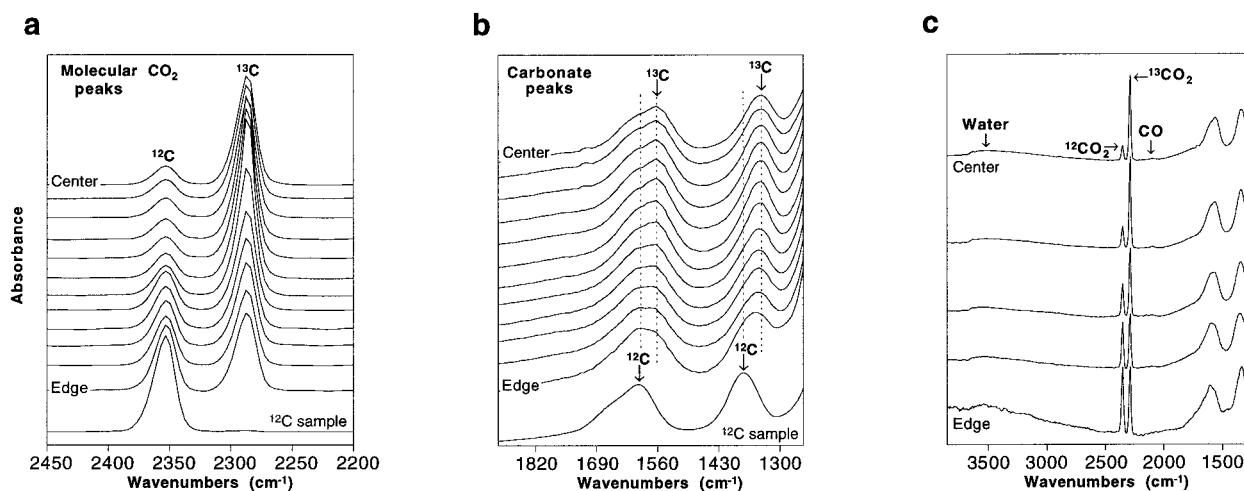 a
Molecular CO₂
peaks
¹³C
¹²C
Center
Edge
¹²C sample
Absorbance
2450 2400 2350 2300 2250 2200
Wavenumbers (cm⁻¹)
b
Carbonate
peaks
¹³C
¹³C
Center
¹²C
¹²C
Edge
¹²C sample
1820 1690 1560 1430 1300
Wavenumbers (cm⁻¹)
c
←¹³CO₂
Water
¹²CO₂→
CO
Center
Edge
3500 3000 2500 2000 1500
Wavenumbers (cm⁻¹)